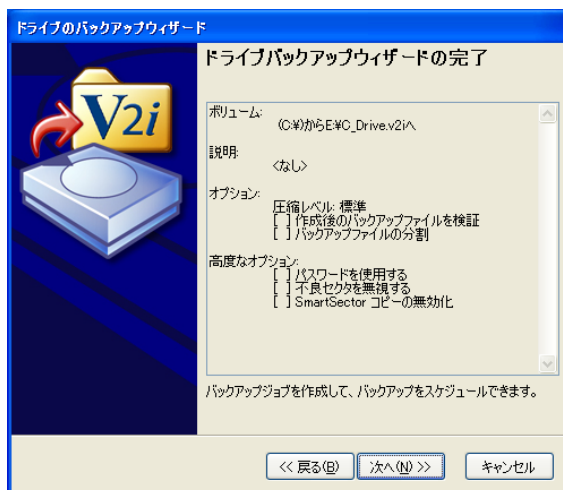 ドライブのバックアップウィザード
ドライブバックアップウィザードの完了
V2i
ボリューム:
(C:¥)からE:¥C_Drive.v2iへ
説明:
<なし>
オプション:
圧縮レベル: 標準
[ ] 作成後のバックアップファイルを検証
[ ] バックアップファイルの分割
高度なオプション:
[ ] パスワードを使用する
[ ] 不良セクタを無視する
[ ] SmartSector コピーの無効化
バックアップジョブを作成して、バックアップをスケジュールできます。
<< 戻る(B) 次へ(N) >> キャンセル